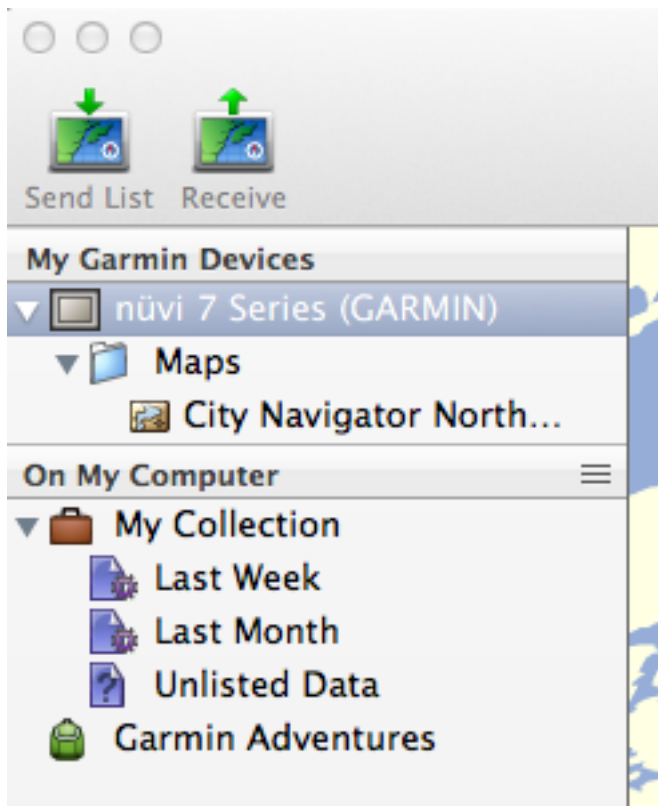 Send List Receive
My Garmin Devices
nüvi 7 Series (GARMIN)
Maps
City Navigator North...
On My Computer
My Collection
Last Week
Last Month
Unlisted Data
Garmin Adventures